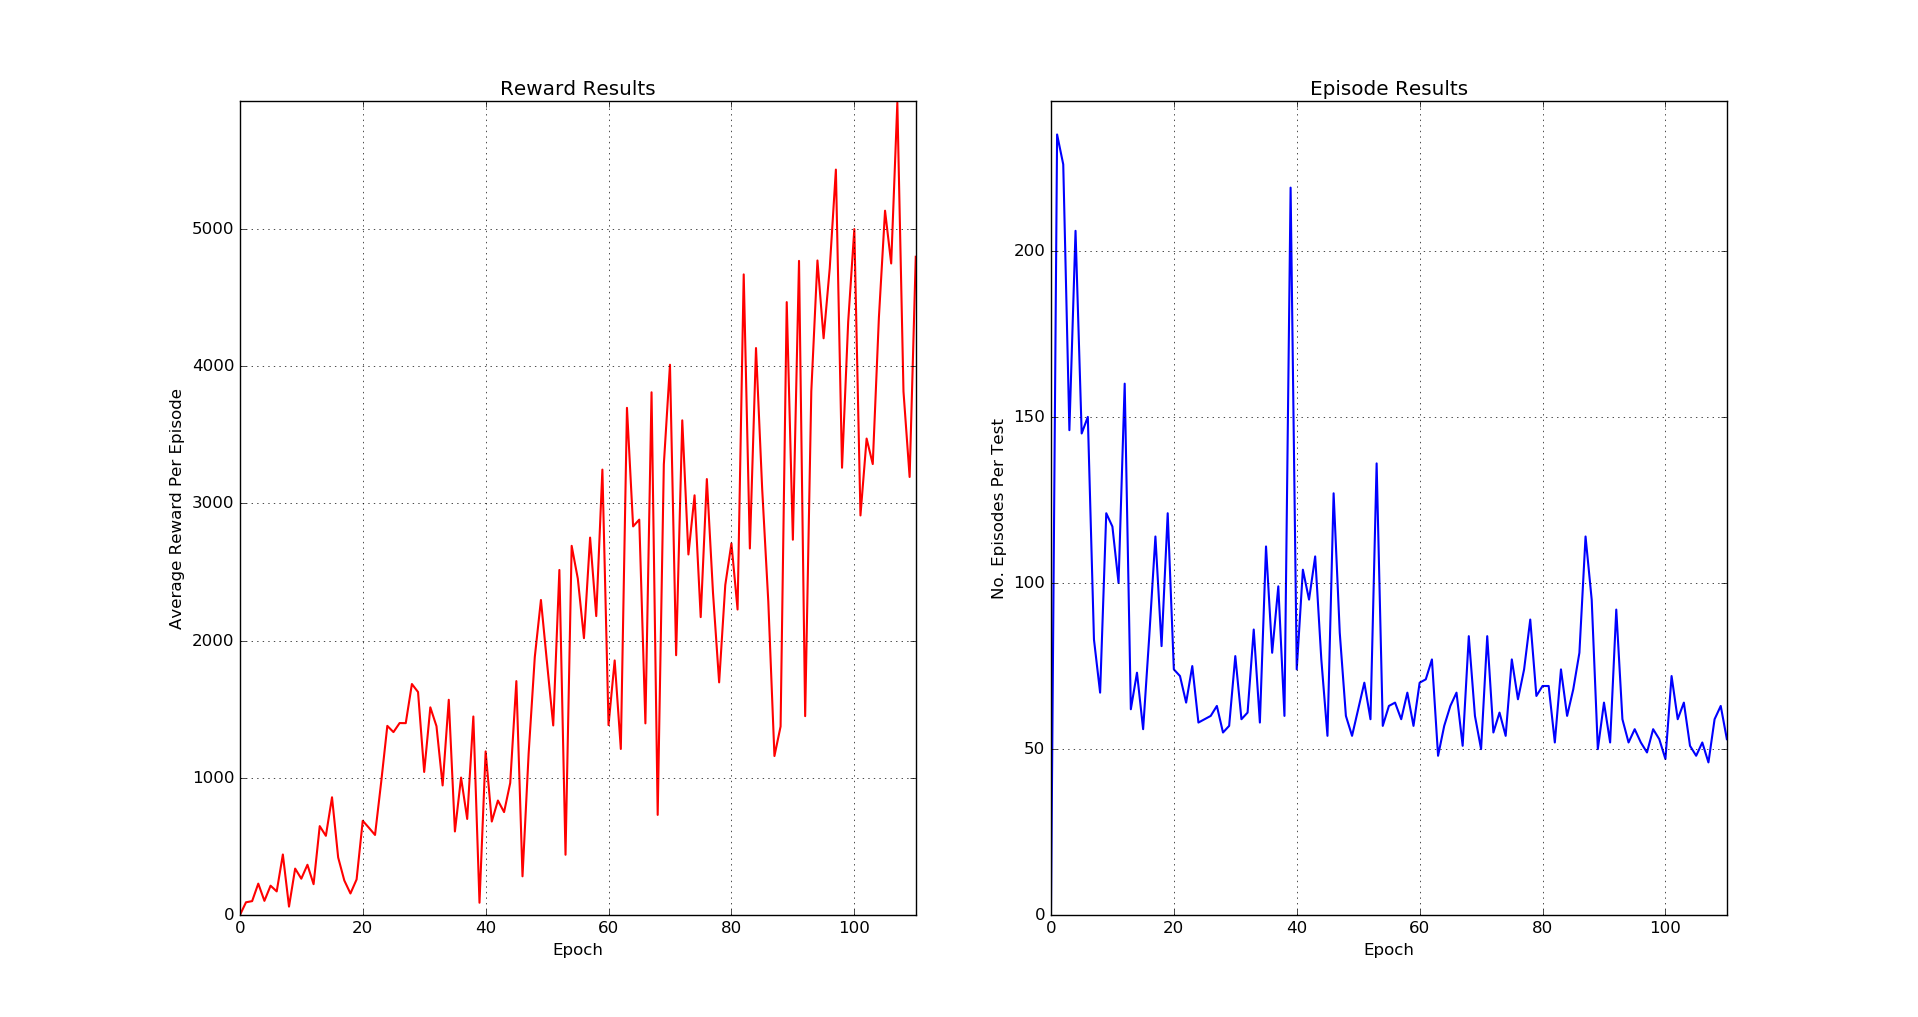 Reward Results
Average Reward Per Episode
5000
4000
3000
2000
1000
0
0 20 40 60 80 100
Epoch
Episode Results
No. Episodes Per Test
200
150
100
50
0
0 20 40 60 80 100
Epoch